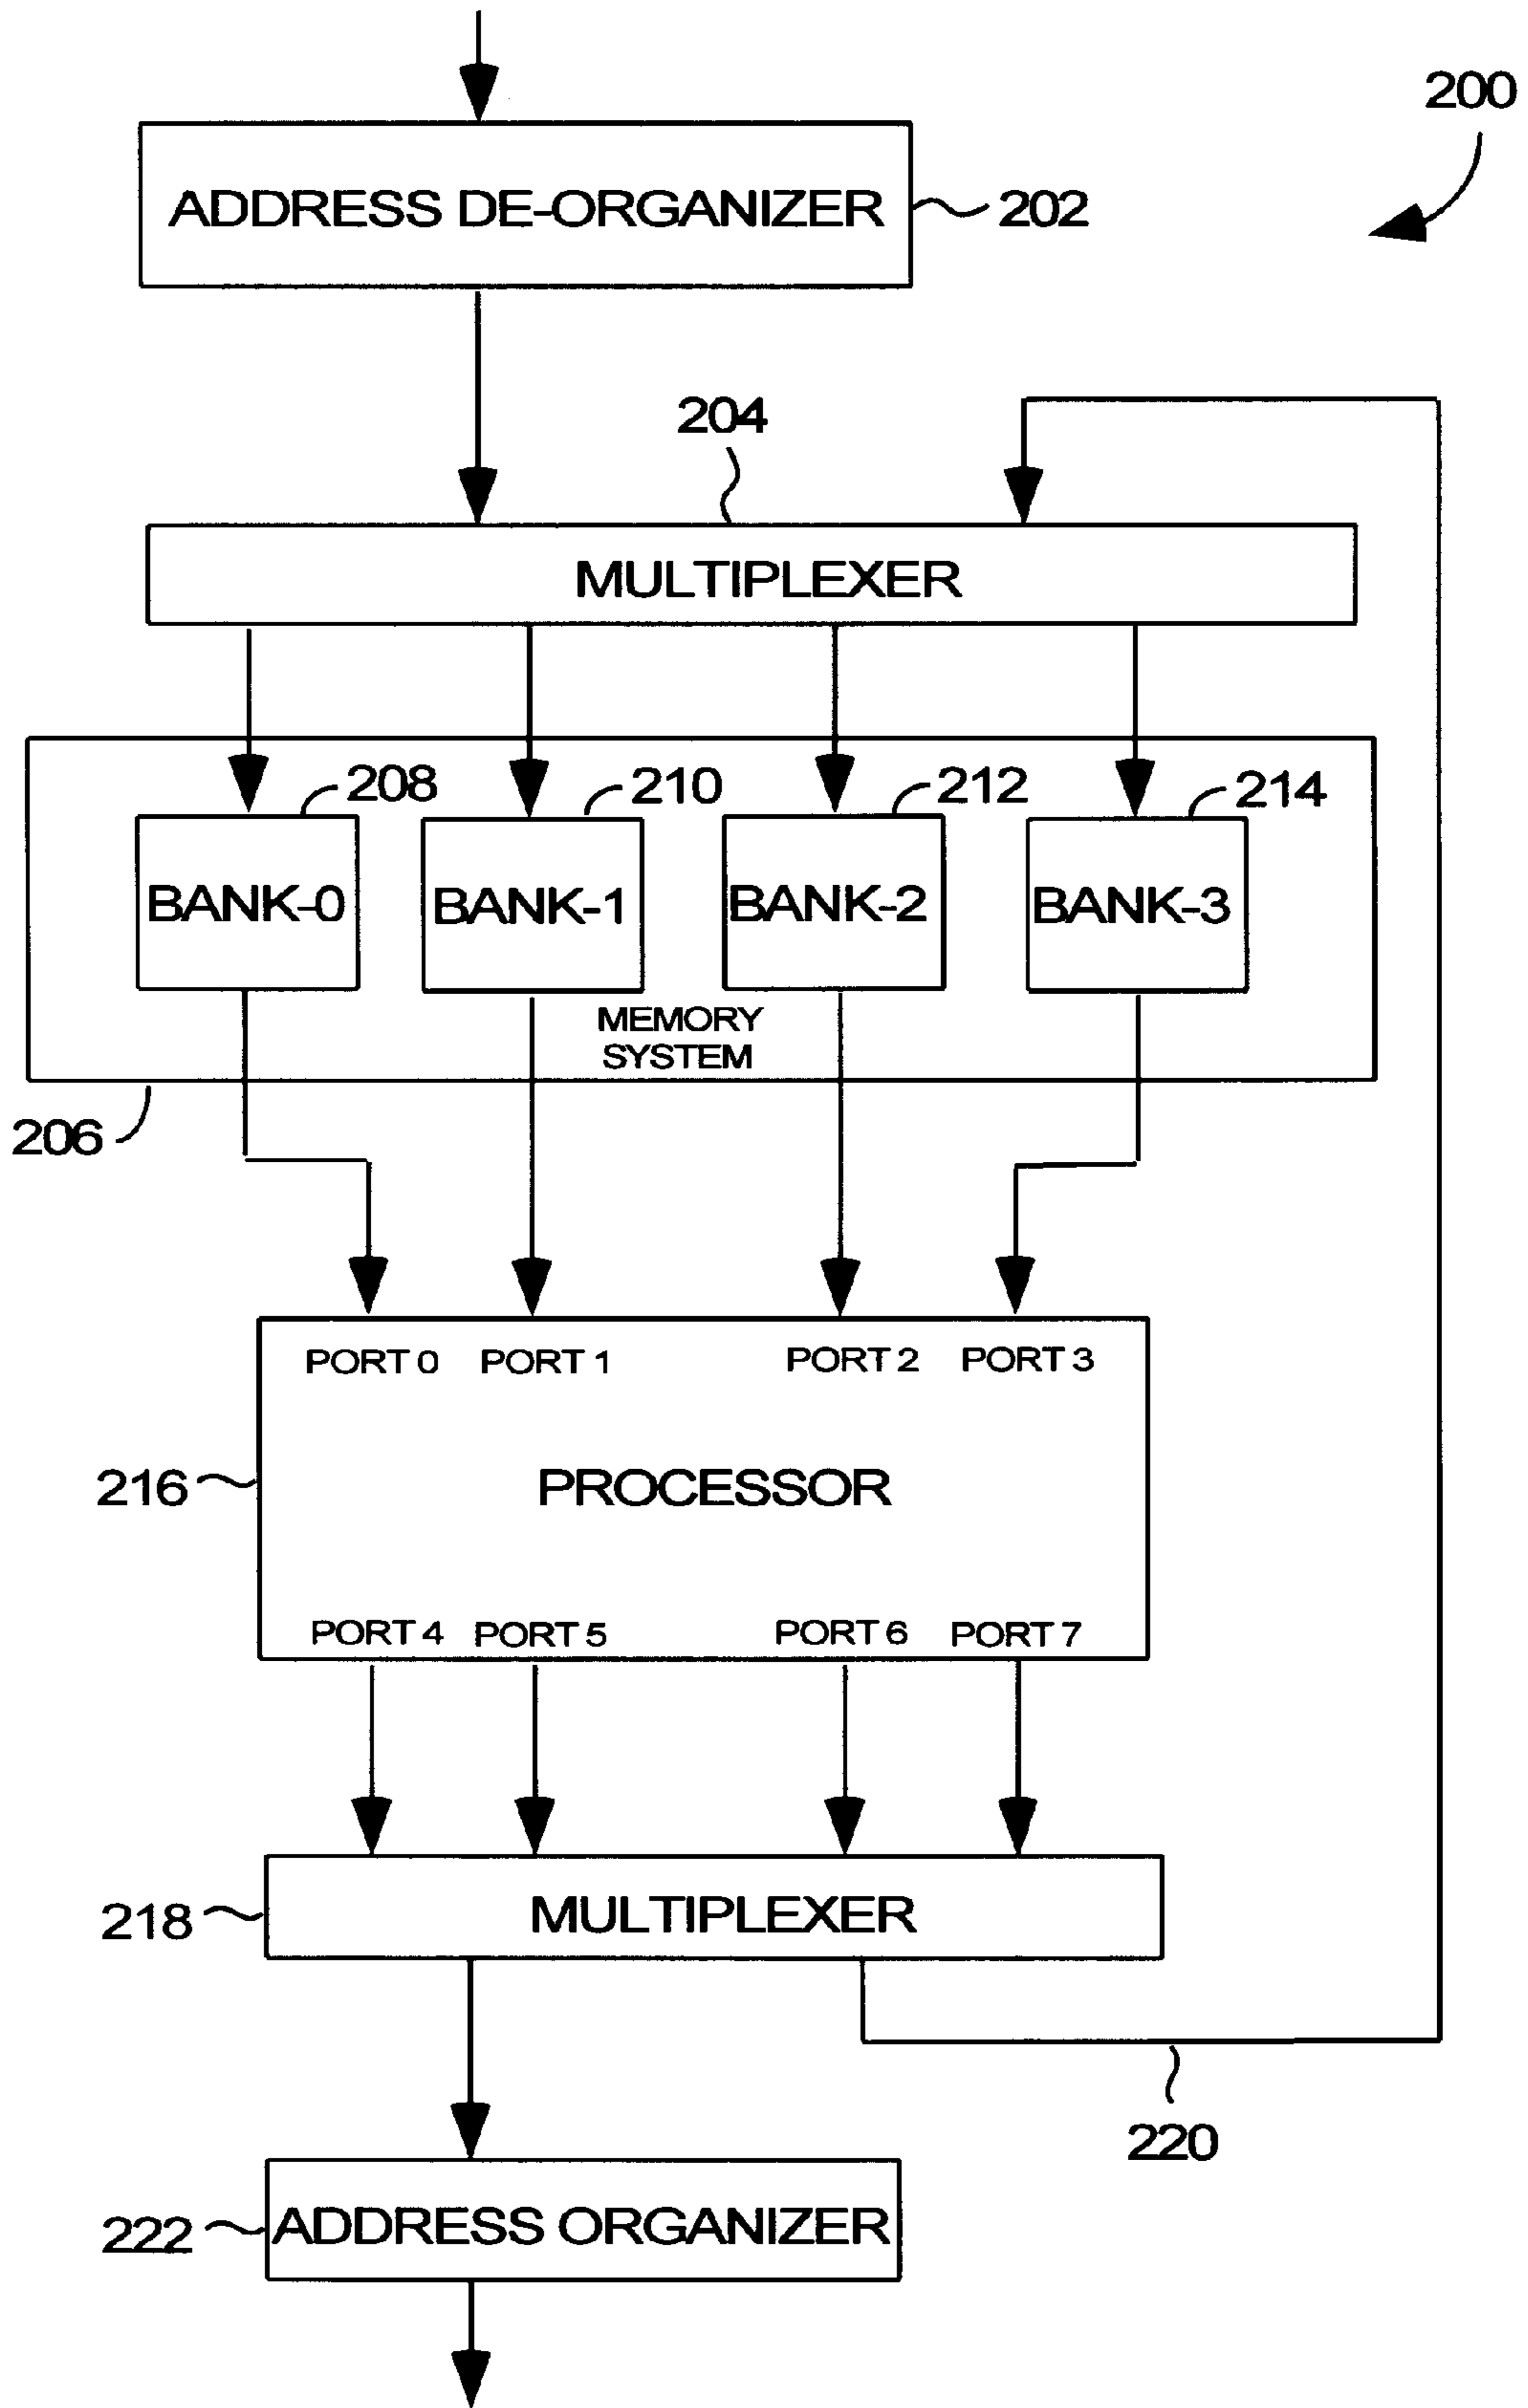 200
ADDRESS DE-ORGANIZER
202
204
MULTIPLEXER
208
210
212
214
BANK-0
BANK-1
BANK-2
BANK-3
MEMORY
SYSTEM
206
PORT 0
PORT 1
PORT 2
PORT 3
216
PROCESSOR
PORT 4
PORT 5
PORT 6
PORT 7
218
MULTIPLEXER
220
222
ADDRESS ORGANIZER